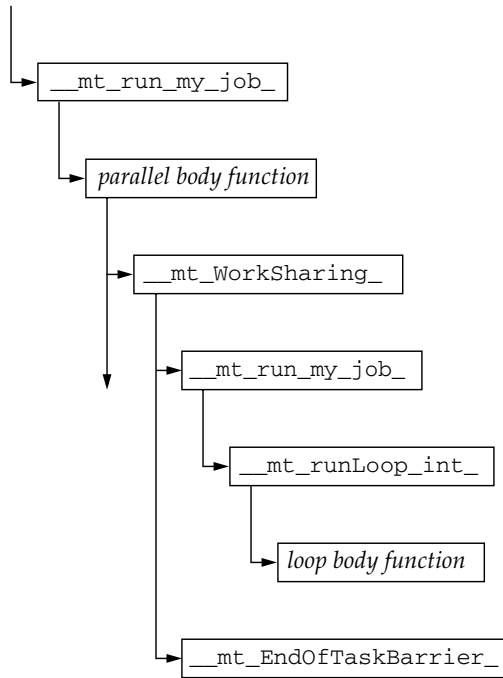 __mt_run_my_job_
parallel body function
__mt_WorkSharing_
__mt_run_my_job_
__mt_runLoop_int_
loop body function
__mt_EndOfTaskBarrier_